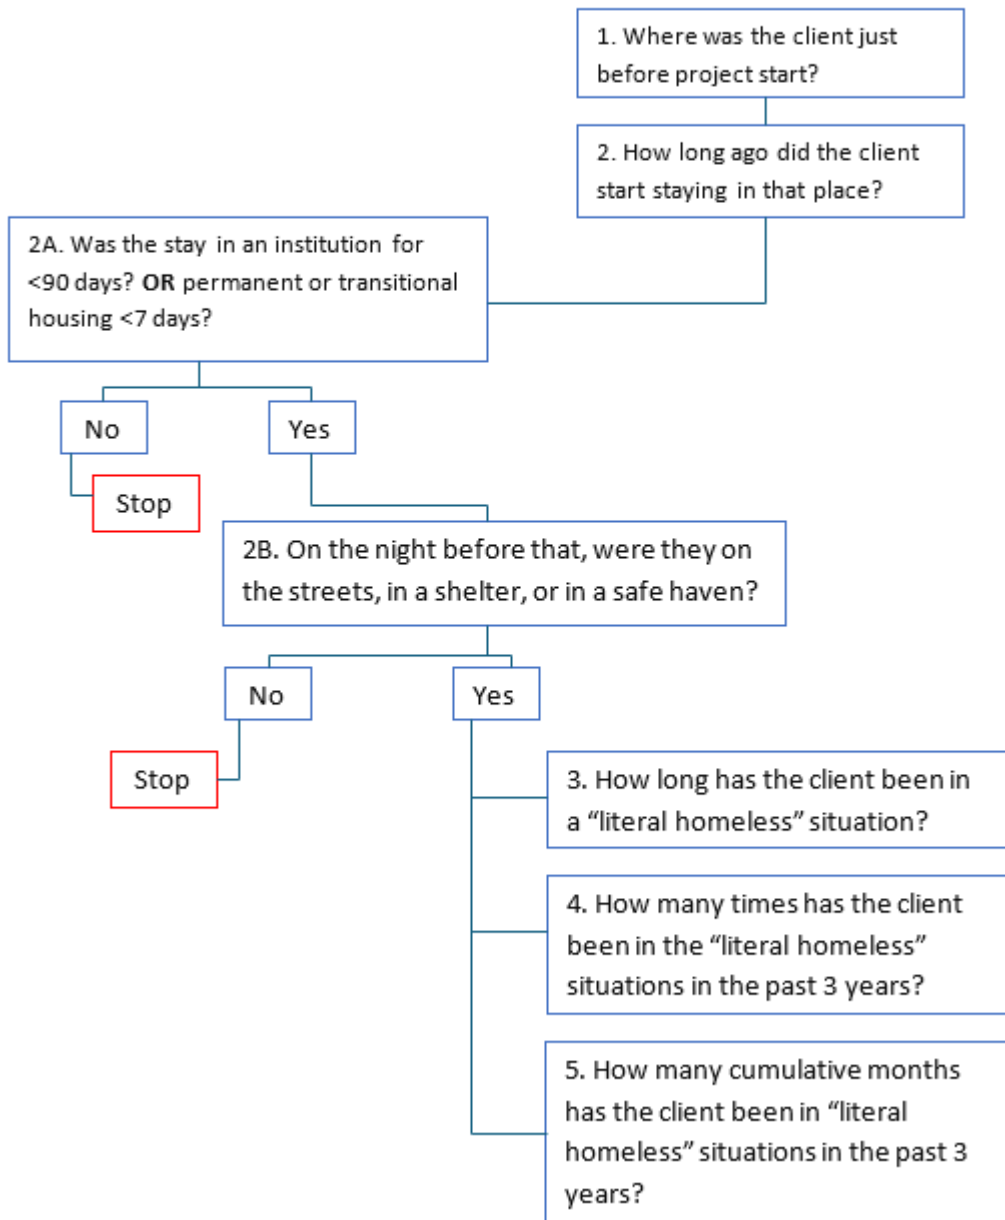 1. Where was the client just
before project start?
2. How long ago did the client
start staying in that place?
2A. Was the stay in an institution for
<90 days? OR permanent or transitional
housing <7 days?
No
Yes
Stop
2B. On the night before that, were they on
the streets, in a shelter, or in a safe haven?
No
Yes
Stop
3. How long has the client been in
a “literal homeless” situation?
4. How many times has the client
been in the “literal homeless”
situations in the past 3 years?
5. How many cumulative months
has the client been in “literal
homeless” situations in the past 3
years?